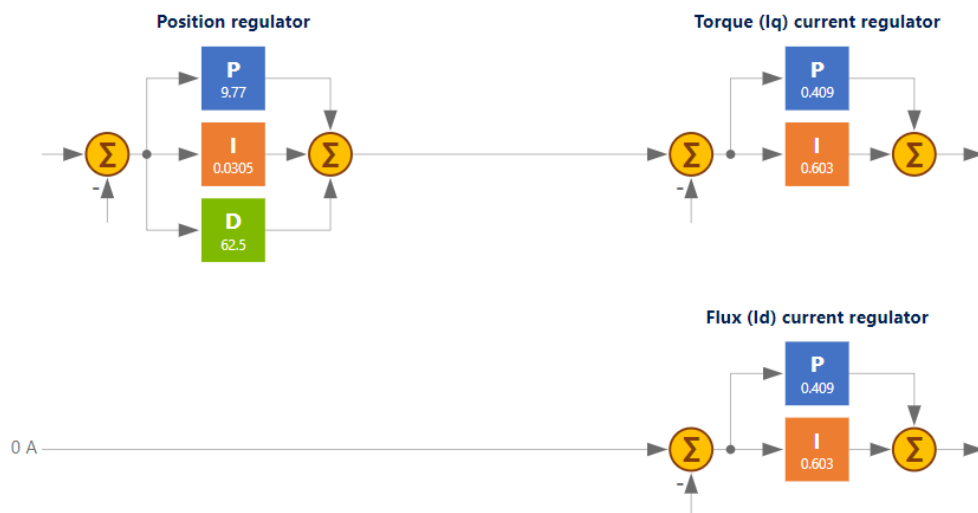 Position regulator
P
9.77
Σ
I
0.0305
Σ
-
D
62.5
Torque (Iq) current regulator
P
0.409
Σ
I
0.603
Σ
-
Flux (Id) current regulator
P
0.409
0 A
Σ
I
0.603
Σ
-